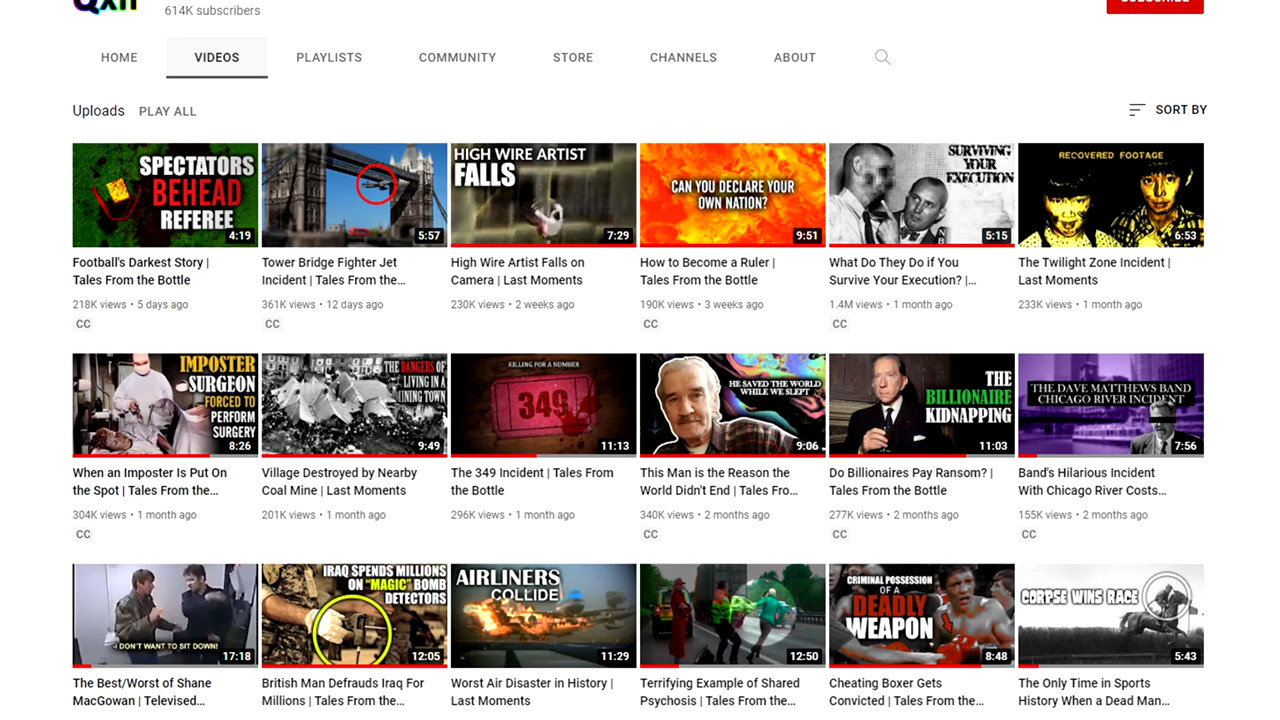 Qxir
614K subscribers
SUBSCRIBE
HOME VIDEOS PLAYLISTS COMMUNITY STORE CHANNELS ABOUT
Uploads PLAY ALL SORT BY
SPECTATORS
BEHEAD
REFEREE
4:19
5:57
HIGH WIRE ARTIST
FALLS
7:29
CAN YOU DECLARE YOUR
OWN NATION?
9:51
SURVIVING
YOUR
EXECUTION
5:15
RECOVERED FOOTAGE
6:53
Football's Darkest Story |
Tales From the Bottle
218K views • 5 days ago
CC
Tower Bridge Fighter Jet
Incident | Tales From the...
361K views • 12 days ago
CC
High Wire Artist Falls on
Camera | Last Moments
230K views • 2 weeks ago
How to Become a Ruler |
Tales From the Bottle
190K views • 3 weeks ago
CC
What Do They Do if You
Survive Your Execution? |...
1.4M views • 1 month ago
CC
The Twilight Zone Incident |
Last Moments
233K views • 1 month ago
IMPOSTER
SURGEON
FORCED TO
PERFORM
SURGERY
8:26
THE DANGERS OF
LIVING IN A
MINING TOWN
9:49
KILLING FOR A NUMBER
349
11:13
HE SAVED THE WORLD
WHILE WE SLEPT
9:06
THE
BILLIONAIRE
KIDNAPPING
11:03
THE DAVE MATTHEWS BAND
CHICAGO RIVER INCIDENT
7:56
When an Imposter Is Put On
the Spot | Tales From the...
304K views • 1 month ago
CC
Village Destroyed by Nearby
Coal Mine | Last Moments
201K views • 1 month ago
The 349 Incident | Tales From
the Bottle
296K views • 1 month ago
This Man is the Reason the
World Didn't End | Tales Fro...
340K views • 2 months ago
CC
Do Billionaires Pay Ransom? |
Tales From the Bottle
277K views • 2 months ago
CC
Band's Hilarious Incident
With Chicago River Costs...
155K views • 2 months ago
CC
-I DON'T WANT TO SIT DOWN!
17:18
IRAQ SPENDS MILLIONS
ON "MAGIC" BOMB
DETECTORS
12:05
AIRLINERS
COLLIDE
11:29
12:50
CRIMINAL POSSESSION
OF A
DEADLY
WEAPON
8:48
CORPSE WINS RACE
5:43
The Best/Worst of Shane
MacGowan | Televised...
British Man Defrauds Iraq For
Millions | Tales From the...
Worst Air Disaster in History |
Last Moments
Terrifying Example of Shared
Psychosis | Tales From the...
Cheating Boxer Gets
Convicted | Tales From the...
The Only Time in Sports
History When a Dead Man...